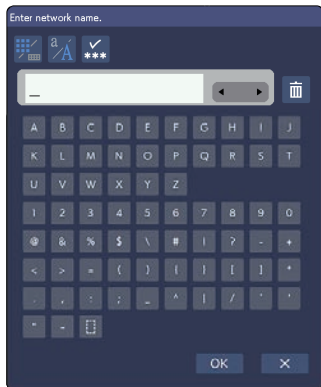 Enter network name.
a/A
***
_
A B C D E F G H I J
K L M N O P Q R S T
U V W X Y Z
1 2 3 4 5 6 7 8 9 0
@ & % $ \ # ! ? - +
< > = ( ) { } [ ] *
. , : ; _ ^ | / ` '
" ~
OK X